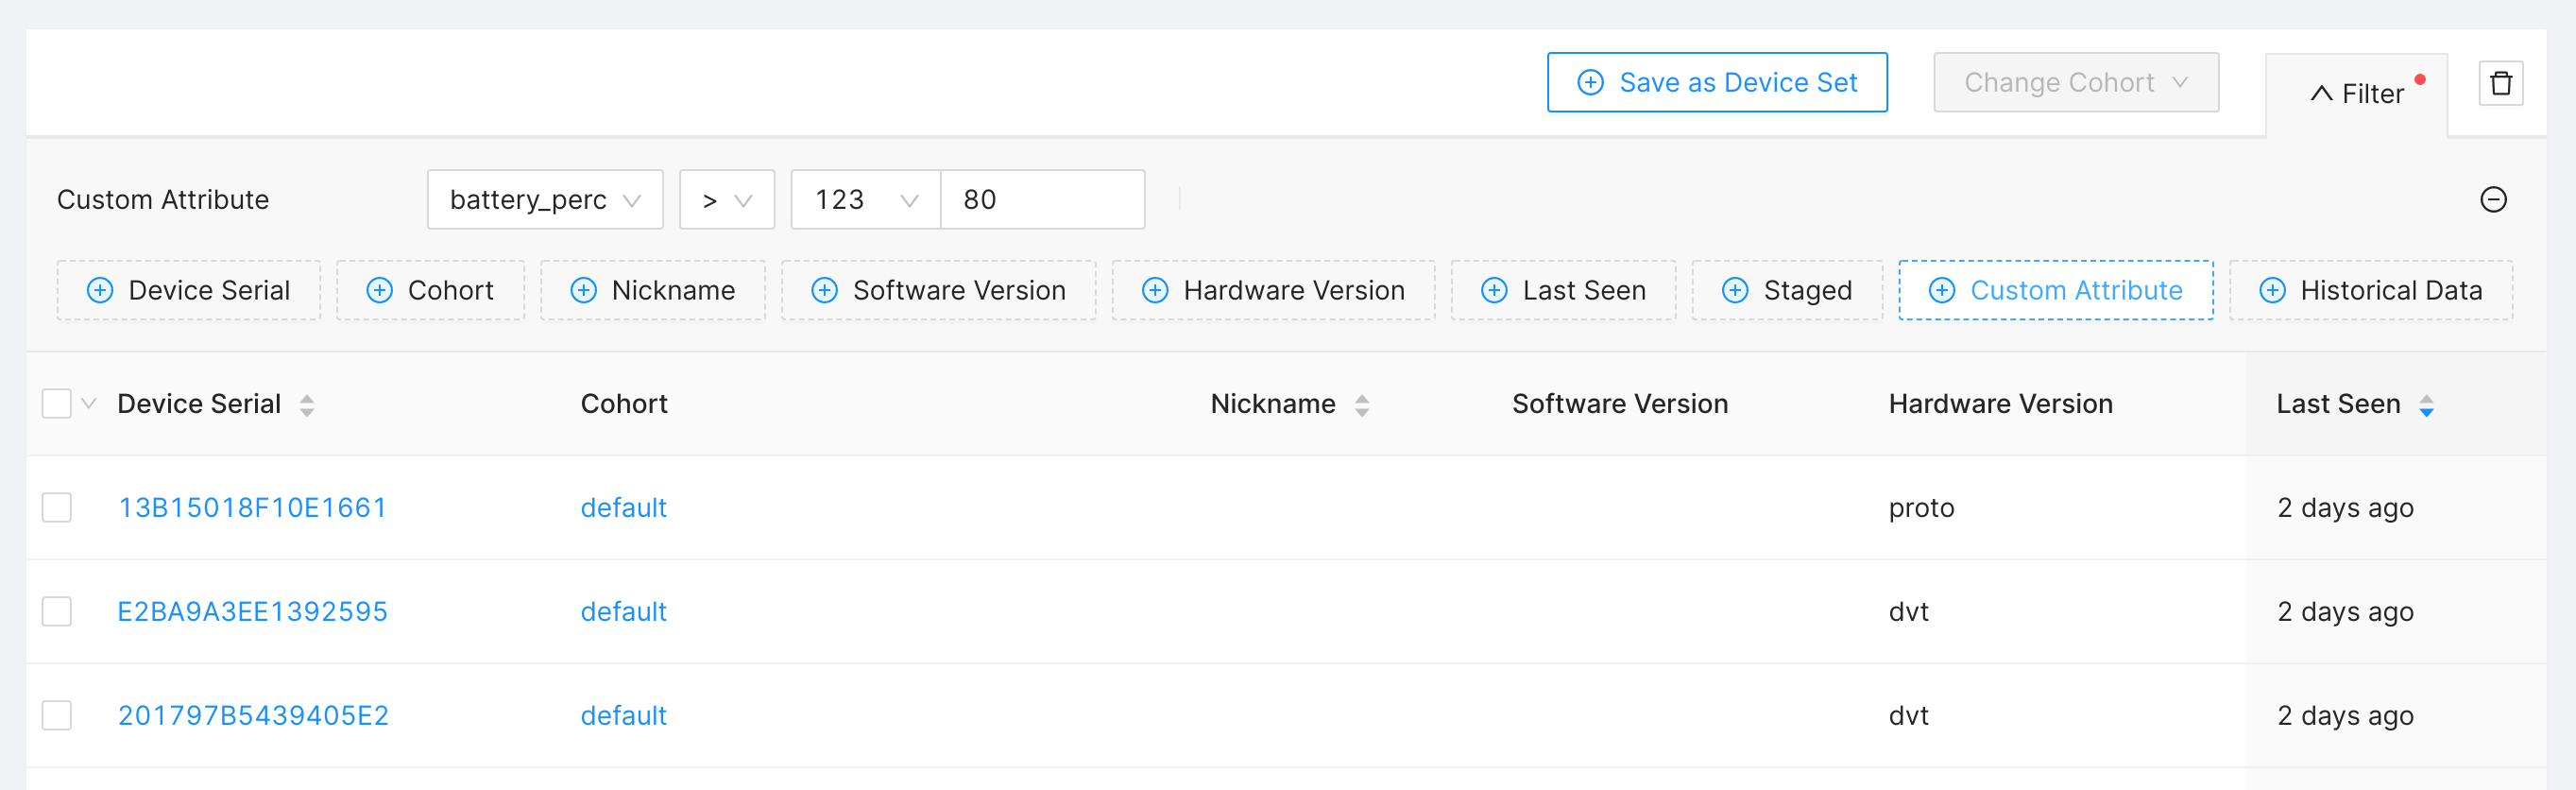 Save as Device Set Change Cohort Filter
Custom Attribute battery_perc > 123 80
Device Serial Cohort Nickname Software Version Hardware Version Last Seen Staged Custom Attribute Historical Data
Device Serial Cohort Nickname Software Version Hardware Version Last Seen
13B15018F10E1661 default proto 2 days ago
E2BA9A3EE1392595 default dvt 2 days ago
201797B5439405E2 default dvt 2 days ago